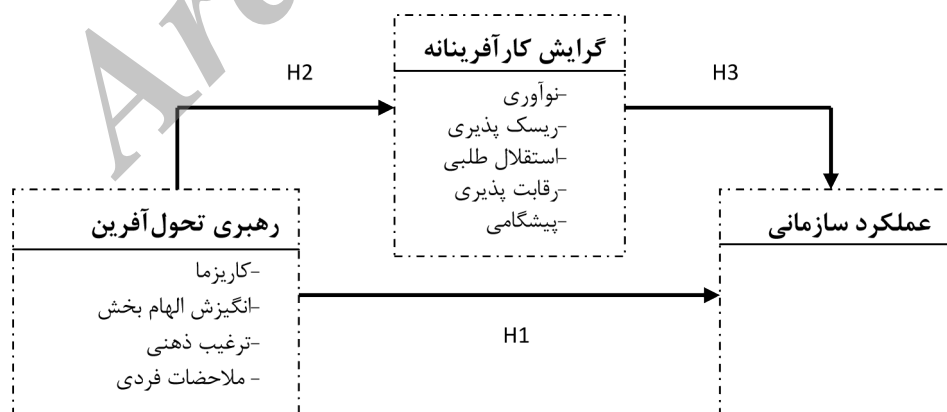 گرایش کارآفرینانه
-نوآوری
-ریسک پذیری
-استقلال طلبی
-رقابت پذیری
-پیشگامی
H2
H3
رهبری تحول‌آفرین
-کاریزما
-انگیزش الهام بخش
-ترغیب ذهنی
- ملاحضات فردی
عملکرد سازمانی
H1